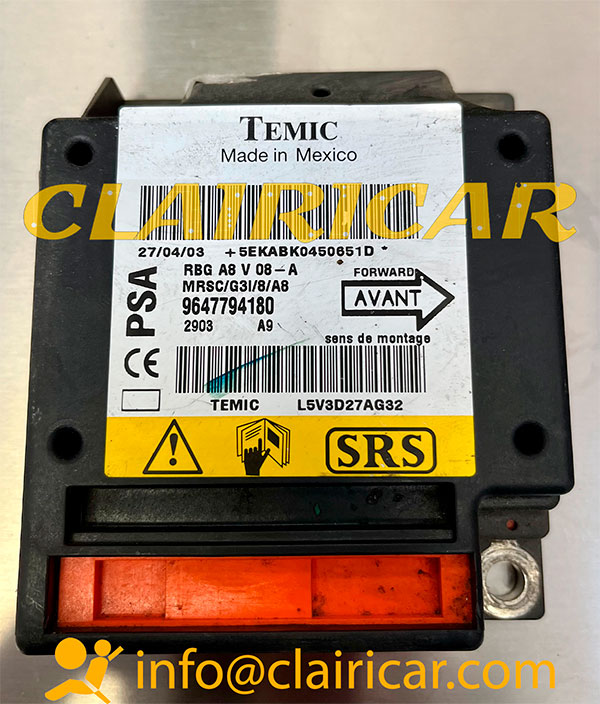 TEMIC
Made in Mexico
CLAIRICAR
27/04/03 +5EKABK0450651D *
PSA
RBG A8 V 08-A
MRSC/G3I/8/A8
9647794180
2903 A9
FORWARD
AVANT
sens de montage
CE
TEMIC L5V3D27AG32
SRS
info@clairicar.com